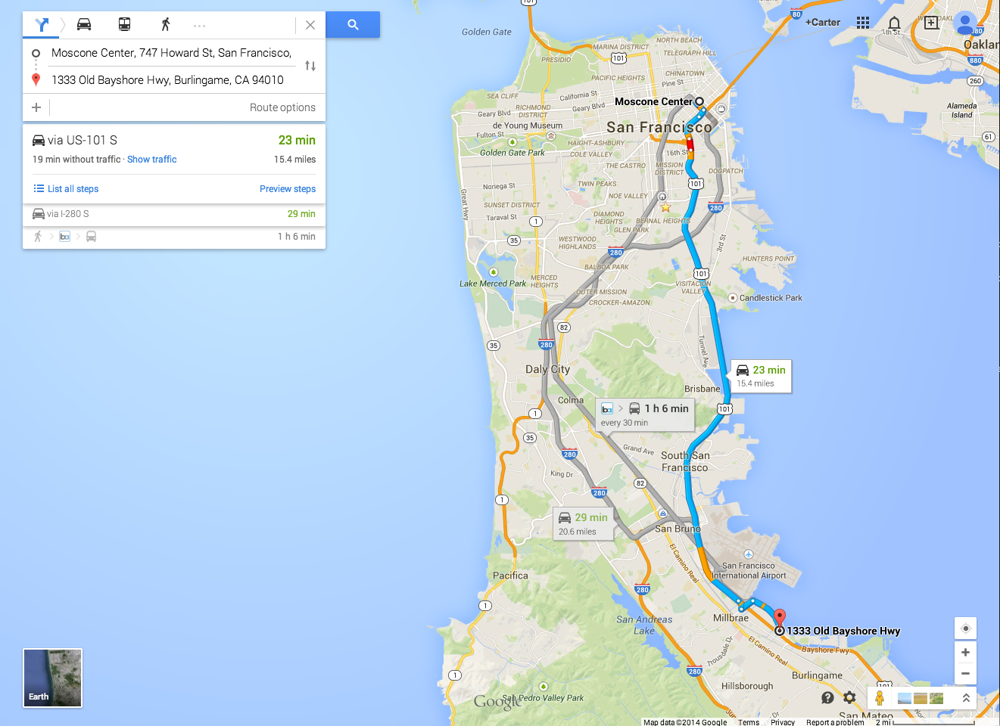 Moscone Center, 747 Howard St, San Francisco,
1333 Old Bayshore Hwy, Burlingame, CA 94010
Route options
via US-101 S 23 min
19 min without traffic · Show traffic 15.4 miles
List all steps Preview steps
via I-280 S 29 min
1 h 6 min
Earth
+Carter
Golden Gate
101
80
880
260
61
Oaklan
Alameda
Island
NORTH BEACH
MARINA DISTRICT
TELEGRAPH HILL
101
PRESIDIO
CHINATOWN
PACIFIC HEIGHTS
Pine St
California St
SEA CLIFF
Geary Blvd
RICHMOND
DISTRICT
Geary Blvd
Moscone Center
San Francisco
de Young Museum
Fulton St
Golden Gate Park
HAIGHT-ASHBURY
COLE VALLEY
16th St
THE CASTRO
MISSION
DISTRICT
DOGPATCH
101
TWIN PEAKS
Noriega St
Great Hwy
NOE VALLEY
SUNSET DISTRICT
Taraval St
280
DIAMOND
HEIGHTS
BERNAL HEIGHTS
GLEN PARK
1
35
WESTWOOD
HIGHLANDS
3rd St
280
HUNTERS POINT
BALBOA PARK
101
MERCED
HEIGHTS
Lake Merced Park
VISITACION
VALLEY
OUTER MISSION
CROCKER-AMAZON
Candlestick Park
82
35
280
Tunnel Ave
Daly City
23 min
15.4 miles
Brisbane
Colma
1 h 6 min
every 30 min
101
1
35
280
Grand Ave
South San
Francisco
King Dr
82
280
1
29 min
20.6 miles
San Bruno
El Camino Real
San Francisco
International Airport
Pacifica
280
1
San Andreas
Lake
Millbrae
1333 Old Bayshore Hwy
El Camino Real
Bayshore Fwy
Trousdale Dr
280
1
Burlingame
Hillsborough
101
San Pedro Valley Park
Google
San Mateo
Map data ©2014 Google Terms Privacy Report a problem 2 mi